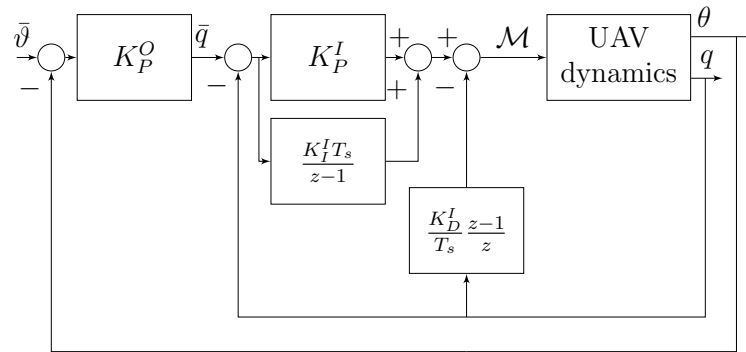 ϑ̄
−
K_P^O
q̄
−
K_P^I
+
+
+
−
ℳ
UAV
dynamics
θ
q
K_I^I T_s / z−1
K_D^I / T_s z−1 / z